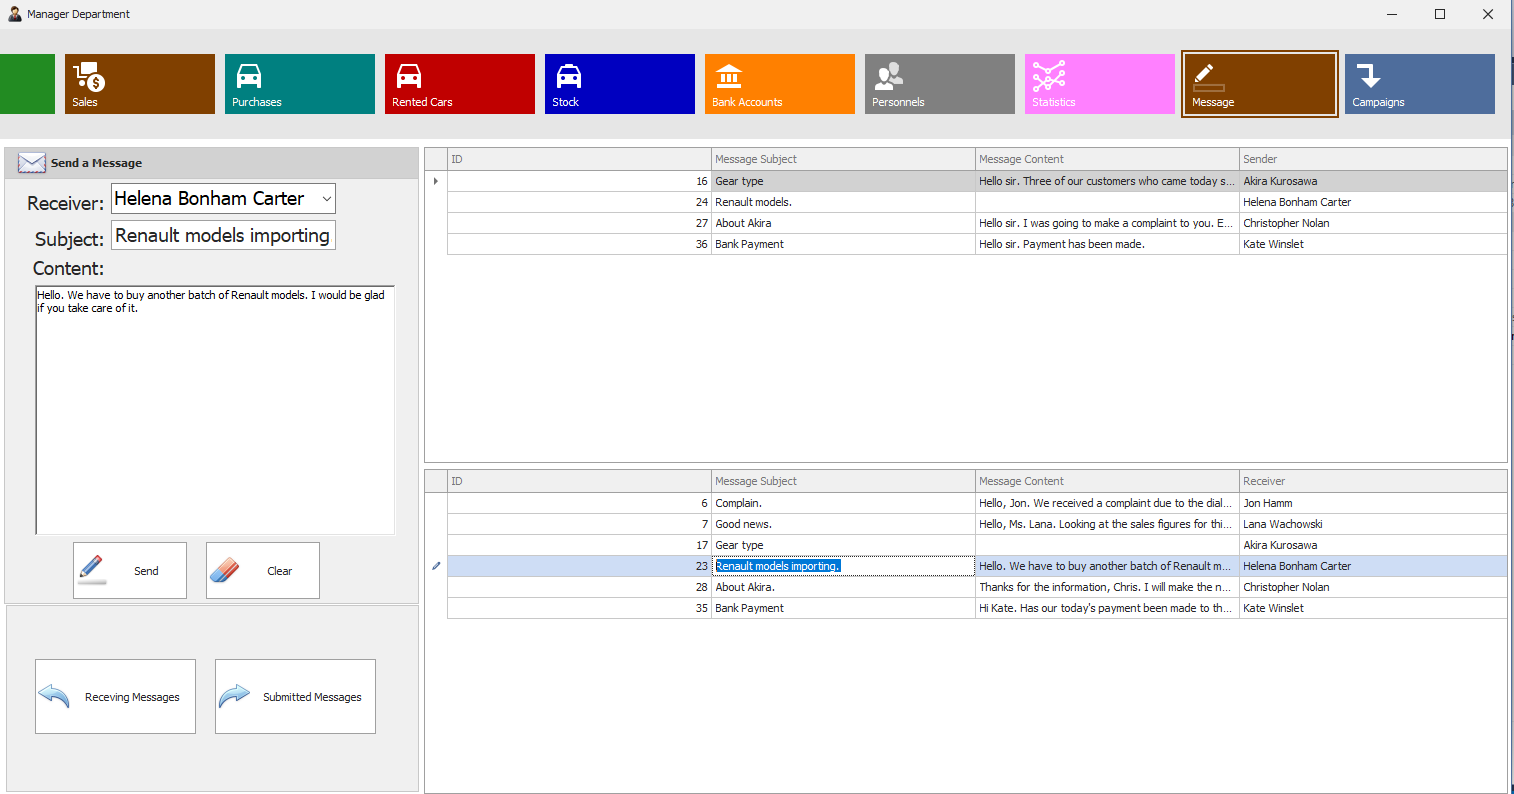 Manager Department
Sales
Purchases
Rented Cars
Stock
Bank Accounts
Personnels
Statistics
Message
Campaigns
Send a Message
Receiver: Helena Bonham Carter
Subject: Renault models importing
Content:
Hello. We have to buy another batch of Renault models. I would be glad
if you take care of it.
Send Clear
Receving Messages Submitted Messages
ID Message Subject Message Content Sender
16 Gear type Hello sir. Three of our customers who came today s... Akira Kurosawa
24 Renault models. Helena Bonham Carter
27 About Akira Hello sir. I was going to make a complaint to you. E... Christopher Nolan
36 Bank Payment Hello sir. Payment has been made. Kate Winslet
ID Message Subject Message Content Receiver
6 Complain. Hello, Jon. We received a complaint due to the dial... Jon Hamm
7 Good news. Hello, Ms. Lana. Looking at the sales figures for thi... Lana Wachowski
17 Gear type Akira Kurosawa
23 Renault models importing. Hello. We have to buy another batch of Renault m... Helena Bonham Carter
28 About Akira. Thanks for the information, Chris. I will make the n... Christopher Nolan
35 Bank Payment Hi Kate. Has our today's payment been made to th... Kate Winslet